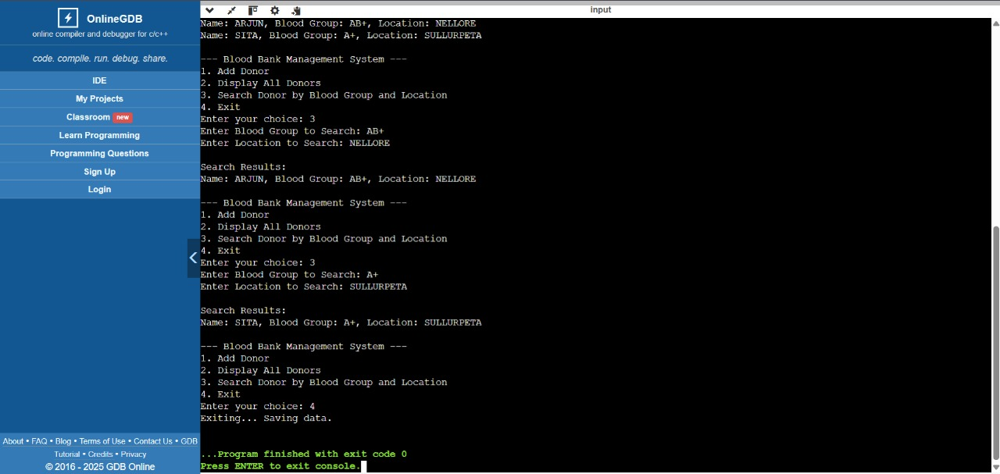 OnlineGDB
online compiler and debugger for c/c++
code. compile. run. debug. share.
IDE
My Projects
Classroom new
Learn Programming
Programming Questions
Sign Up
Login
About • FAQ • Blog • Terms of Use • Contact Us • GDB
Tutorial • Credits • Privacy
© 2016 - 2025 GDB Online
input
Name: ARJUN, Blood Group: AB+, Location: NELLORE
Name: SITA, Blood Group: A+, Location: SULLURPETA
--- Blood Bank Management System ---
1. Add Donor
2. Display All Donors
3. Search Donor by Blood Group and Location
4. Exit
Enter your choice: 3
Enter Blood Group to Search: AB+
Enter Location to Search: NELLORE
Search Results:
Name: ARJUN, Blood Group: AB+, Location: NELLORE
--- Blood Bank Management System ---
1. Add Donor
2. Display All Donors
3. Search Donor by Blood Group and Location
4. Exit
Enter your choice: 3
Enter Blood Group to Search: A+
Enter Location to Search: SULLURPETA
Search Results:
Name: SITA, Blood Group: A+, Location: SULLURPETA
--- Blood Bank Management System ---
1. Add Donor
2. Display All Donors
3. Search Donor by Blood Group and Location
4. Exit
Enter your choice: 4
Exiting... Saving data.
...Program finished with exit code 0
Press ENTER to exit console.